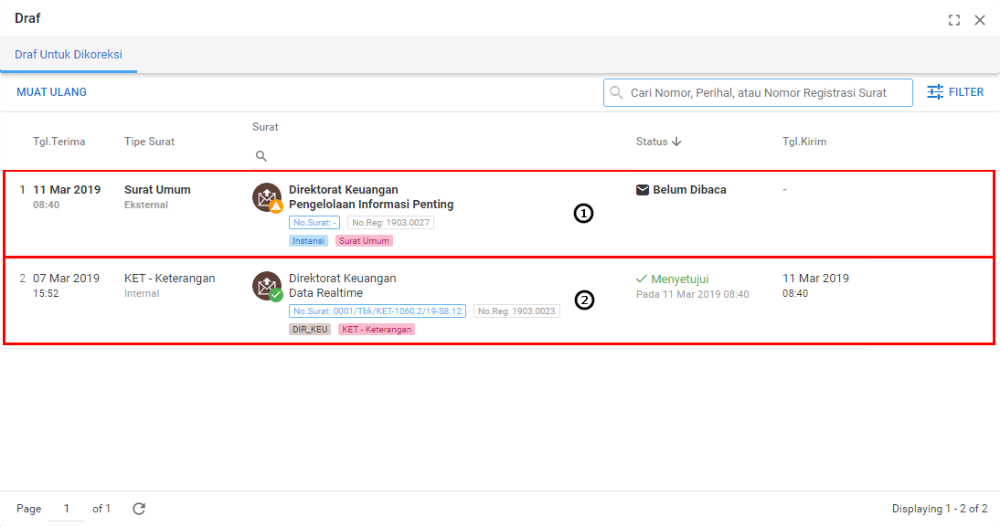 Draf
Draf Untuk Dikoreksi
MUAT ULANG
Cari Nomor, Perihal, atau Nomor Registrasi Surat
FILTER
Surat
Tgl.Terima Tipe Surat Status Tgl.Kirim
1 11 Mar 2019 Surat Umum Direktorat Keuangan Belum Dibaca -
08:40 Eksternal Pengelolaan Informasi Penting
No.Surat: - No.Reg: 1903.0027
1
Instansi Surat Umum
2 07 Mar 2019 KET - Keterangan Direktorat Keuangan Menyetujui 11 Mar 2019
15:52 Internal Data Realtime Pada 11 Mar 2019 08:40 08:40
2
No.Surat: 0001/Tbk/KET-1060.2/19-S8.12 No.Reg: 1903.0023
DIR_KEU KET - Keterangan
Page 1 of 1 Displaying 1 - 2 of 2